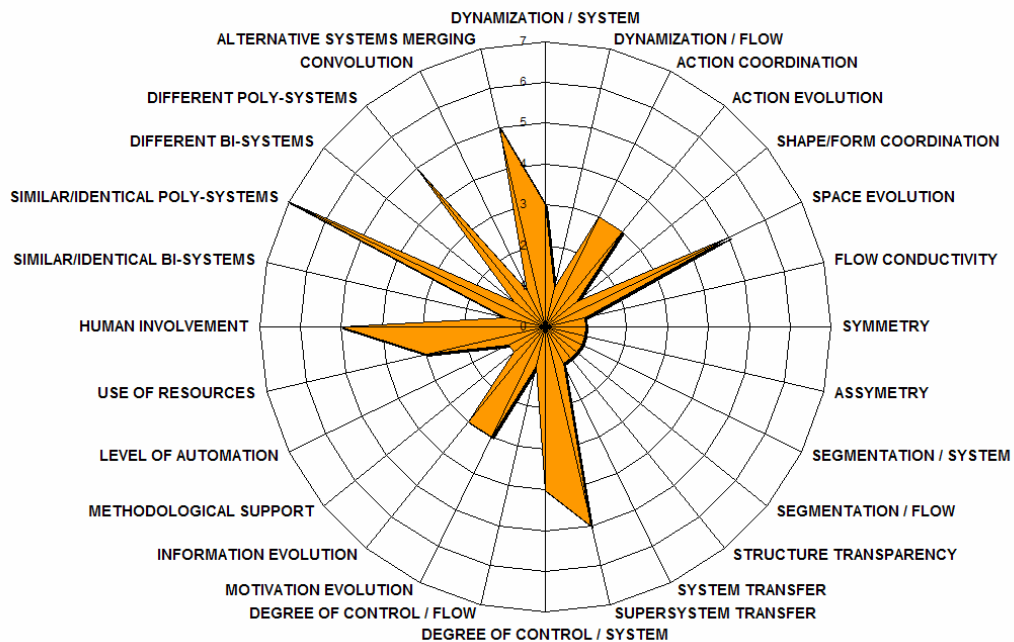 DYNAMIZATION / SYSTEM
ALTERNATIVE SYSTEMS MERGING
DYNAMIZATION / FLOW
CONVOLUTION
ACTION COORDINATION
DIFFERENT POLY-SYSTEMS
ACTION EVOLUTION
DIFFERENT BI-SYSTEMS
SHAPE/FORM COORDINATION
SIMILAR/IDENTICAL POLY-SYSTEMS
SPACE EVOLUTION
SIMILAR/IDENTICAL BI-SYSTEMS
FLOW CONDUCTIVITY
HUMAN INVOLVEMENT
SYMMETRY
USE OF RESOURCES
ASSYMETRY
LEVEL OF AUTOMATION
SEGMENTATION / SYSTEM
METHODOLOGICAL SUPPORT
SEGMENTATION / FLOW
INFORMATION EVOLUTION
STRUCTURE TRANSPARENCY
MOTIVATION EVOLUTION
SYSTEM TRANSFER
DEGREE OF CONTROL / FLOW
SUPERSYSTEM TRANSFER
DEGREE OF CONTROL / SYSTEM
7
6
5
4
3
2
1
0